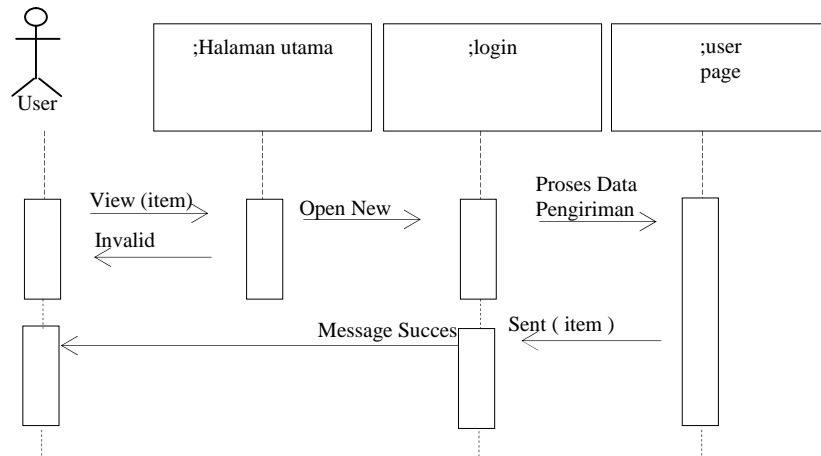 ;Halaman utama
;login
;user
page
User
View (item)
Open New
Proses Data
Pengiriman
Invalid
Message Succes
Sent ( item )